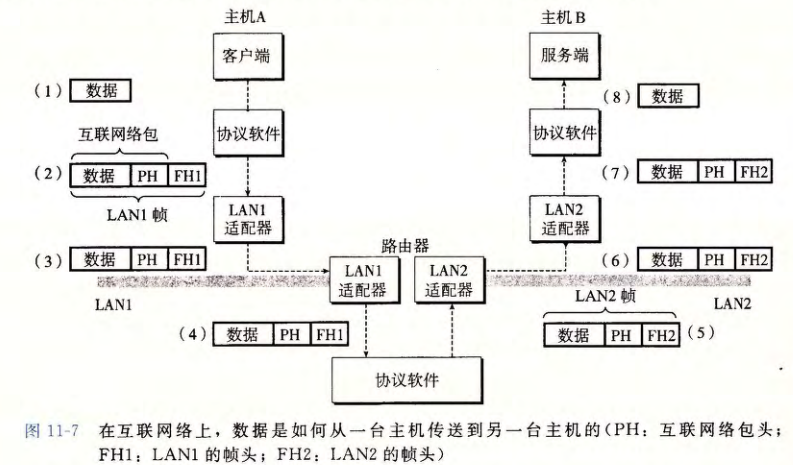 主机A
主机B
客户端
服务端
(1) 数据
(8) 数据
互联网络包
协议软件
协议软件
(2) 数据 PH FH1
(7) 数据 PH FH2
LAN1 帧
LAN1
适配器
LAN2
适配器
路由器
(3) 数据 PH FH1
(6) 数据 PH FH2
LAN1
适配器
LAN2
适配器
LAN1
LAN2 帧
LAN2
(4) 数据 PH FH1
数据 PH FH2 (5)
协议软件
图 11-7 在互联网络上，数据是如何从一台主机传送到另一台主机的(PH：互联网络包头；
FH1：LAN1 的帧头；FH2：LAN2 的帧头)